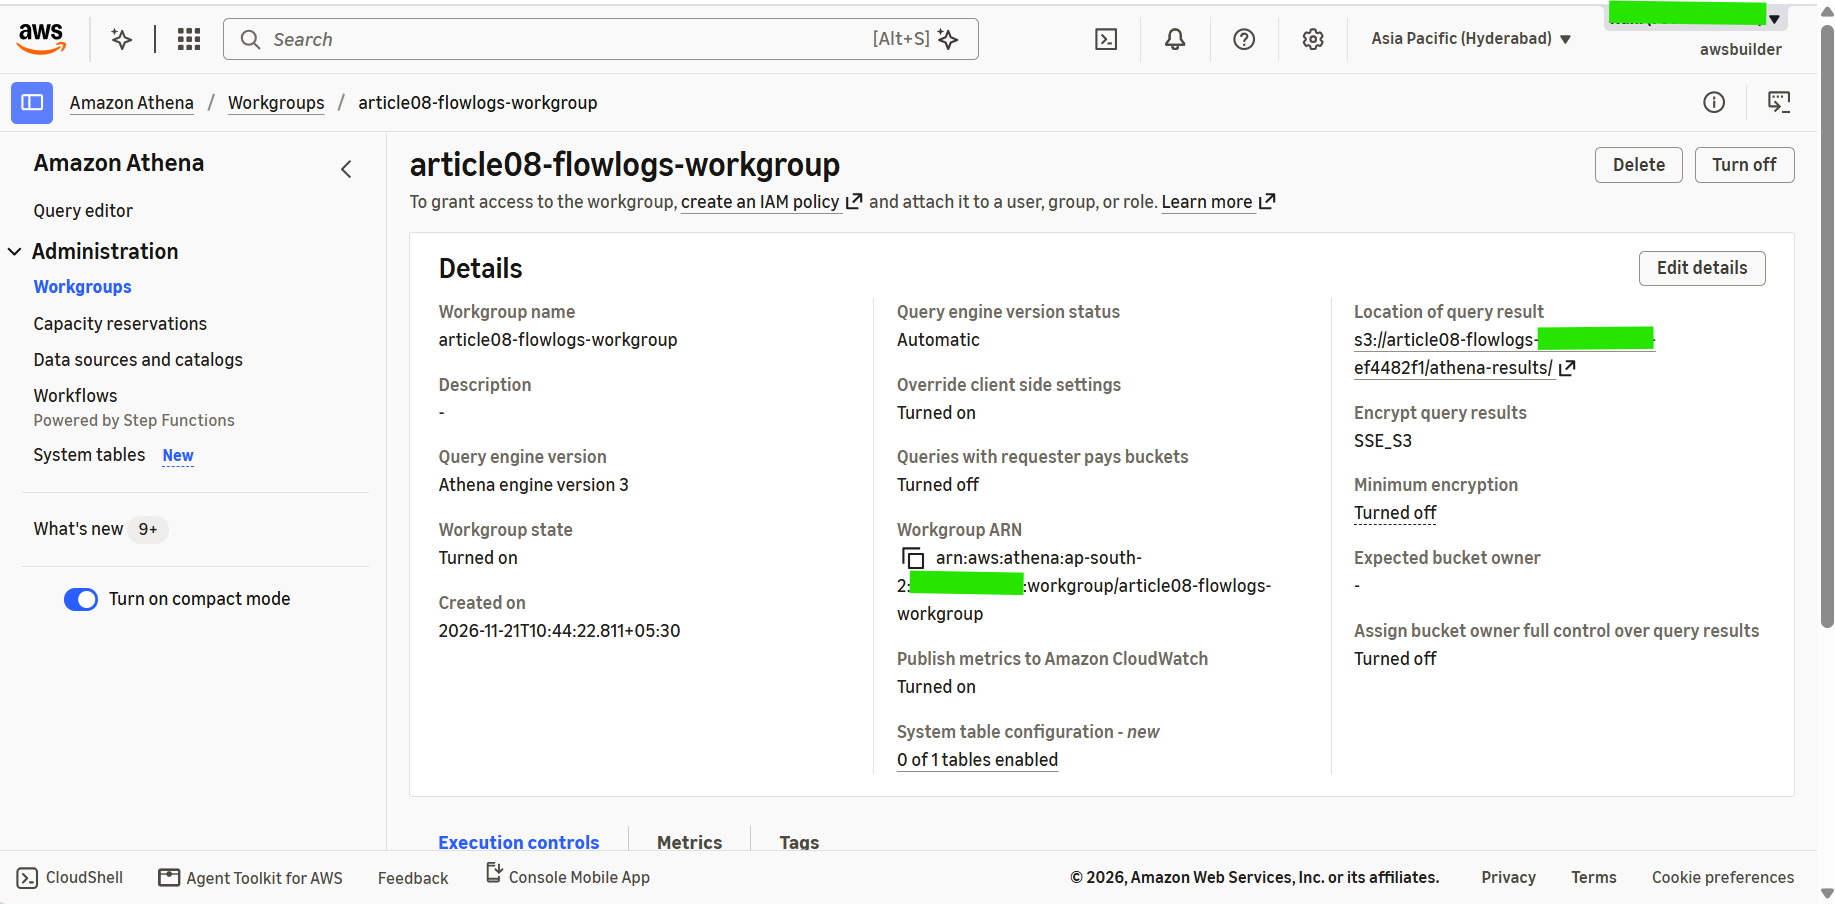 aws
Search
[Alt+S]
Asia Pacific (Hyderabad)
awsbuilder
Amazon Athena / Workgroups / article08-flowlogs-workgroup
Amazon Athena
Query editor
Administration
Workgroups
Capacity reservations
Data sources and catalogs
Workflows
Powered by Step Functions
System tables New
What's new 9+
Turn on compact mode
article08-flowlogs-workgroup
Delete
Turn off
To grant access to the workgroup, create an IAM policy and attach it to a user, group, or role. Learn more
Details
Edit details
Workgroup name
article08-flowlogs-workgroup
Description
-
Query engine version
Athena engine version 3
Workgroup state
Turned on
Created on
2026-11-21T10:44:22.811+05:30
Query engine version status
Automatic
Override client side settings
Turned on
Queries with requester pays buckets
Turned off
Workgroup ARN
arn:aws:athena:ap-south-
2: :workgroup/article08-flowlogs-
workgroup
Publish metrics to Amazon CloudWatch
Turned on
System table configuration - new
0 of 1 tables enabled
Location of query result
s3://article08-flowlogs- -
ef4482f1/athena-results/
Encrypt query results
SSE_S3
Minimum encryption
Turned off
Expected bucket owner
-
Assign bucket owner full control over query results
Turned off
Execution controls
Metrics
Tags
CloudShell
Agent Toolkit for AWS
Feedback
Console Mobile App
© 2026, Amazon Web Services, Inc. or its affiliates.
Privacy
Terms
Cookie preferences